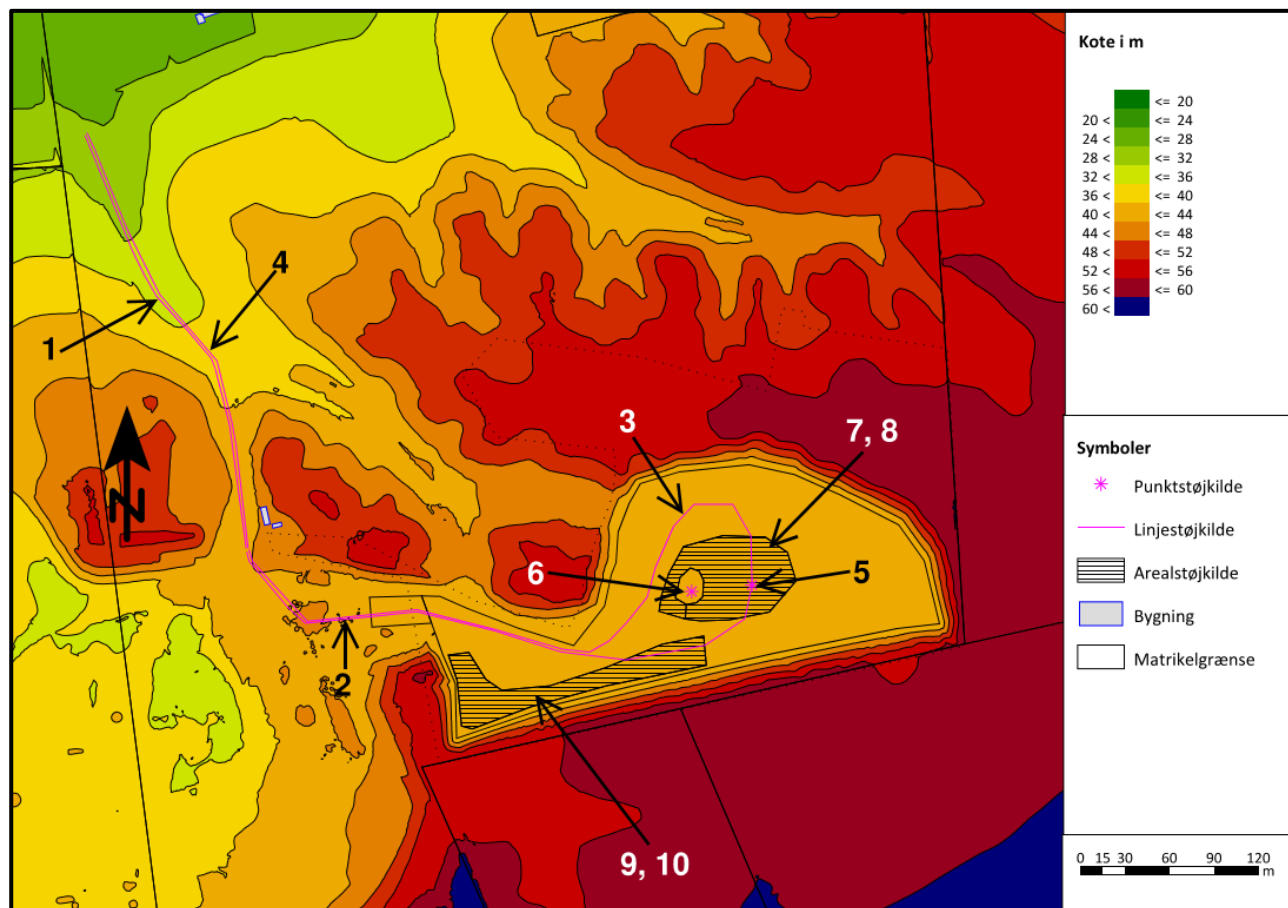 Kote i m
<= 20
20 < <= 24
24 < <= 28
28 < <= 32
32 < <= 36
36 < <= 40
40 < <= 44
44 < <= 48
48 < <= 52
52 < <= 56
56 < <= 60
60 <
4
1
3
7, 8
N
6
5
2
9, 10
Symboler
Punktstøjkilde
Linjestøjkilde
Arealstøjkilde
Bygning
Matrikelgrænse
0 15 30 60 90 120
m